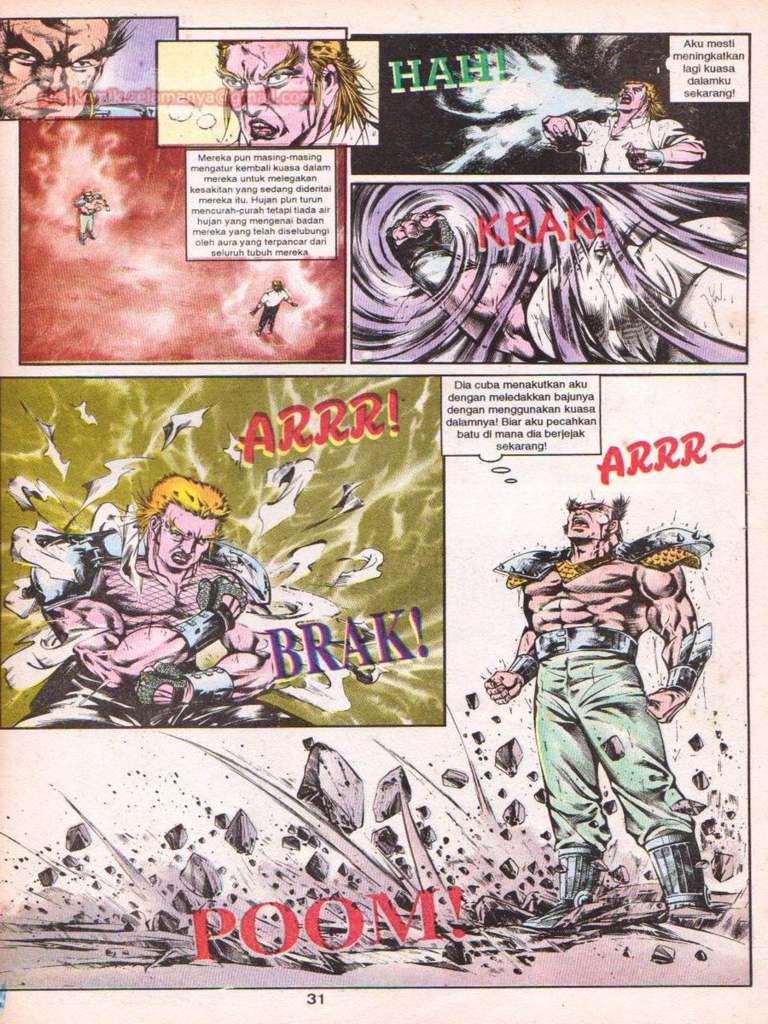 HAH!
Aku mesti
meningkatkan
lagi kuasa
dalamku
sekarang!
Mereka pun masing-masing
mengatur kembali kuasa dalam
mereka untuk melegakan
kesakitan yang sedang dideritai
mereka itu. Hujan pun turun
mencurah-curah tetapi tiada air
hujan yang mengenai badan
mereka yang telah diselubungi
oleh aura yang terpancar dari
seluruh tubuh mereka
KRAK!
ARRR!
BRAK!
Dia cuba menakutkan aku
dengan meledakkan bajunya
dengan menggunakan kuasa
dalamnya! Biar aku pecahkan
batu di mana dia berjejak
sekarang!
ARRR~
POOM!
31